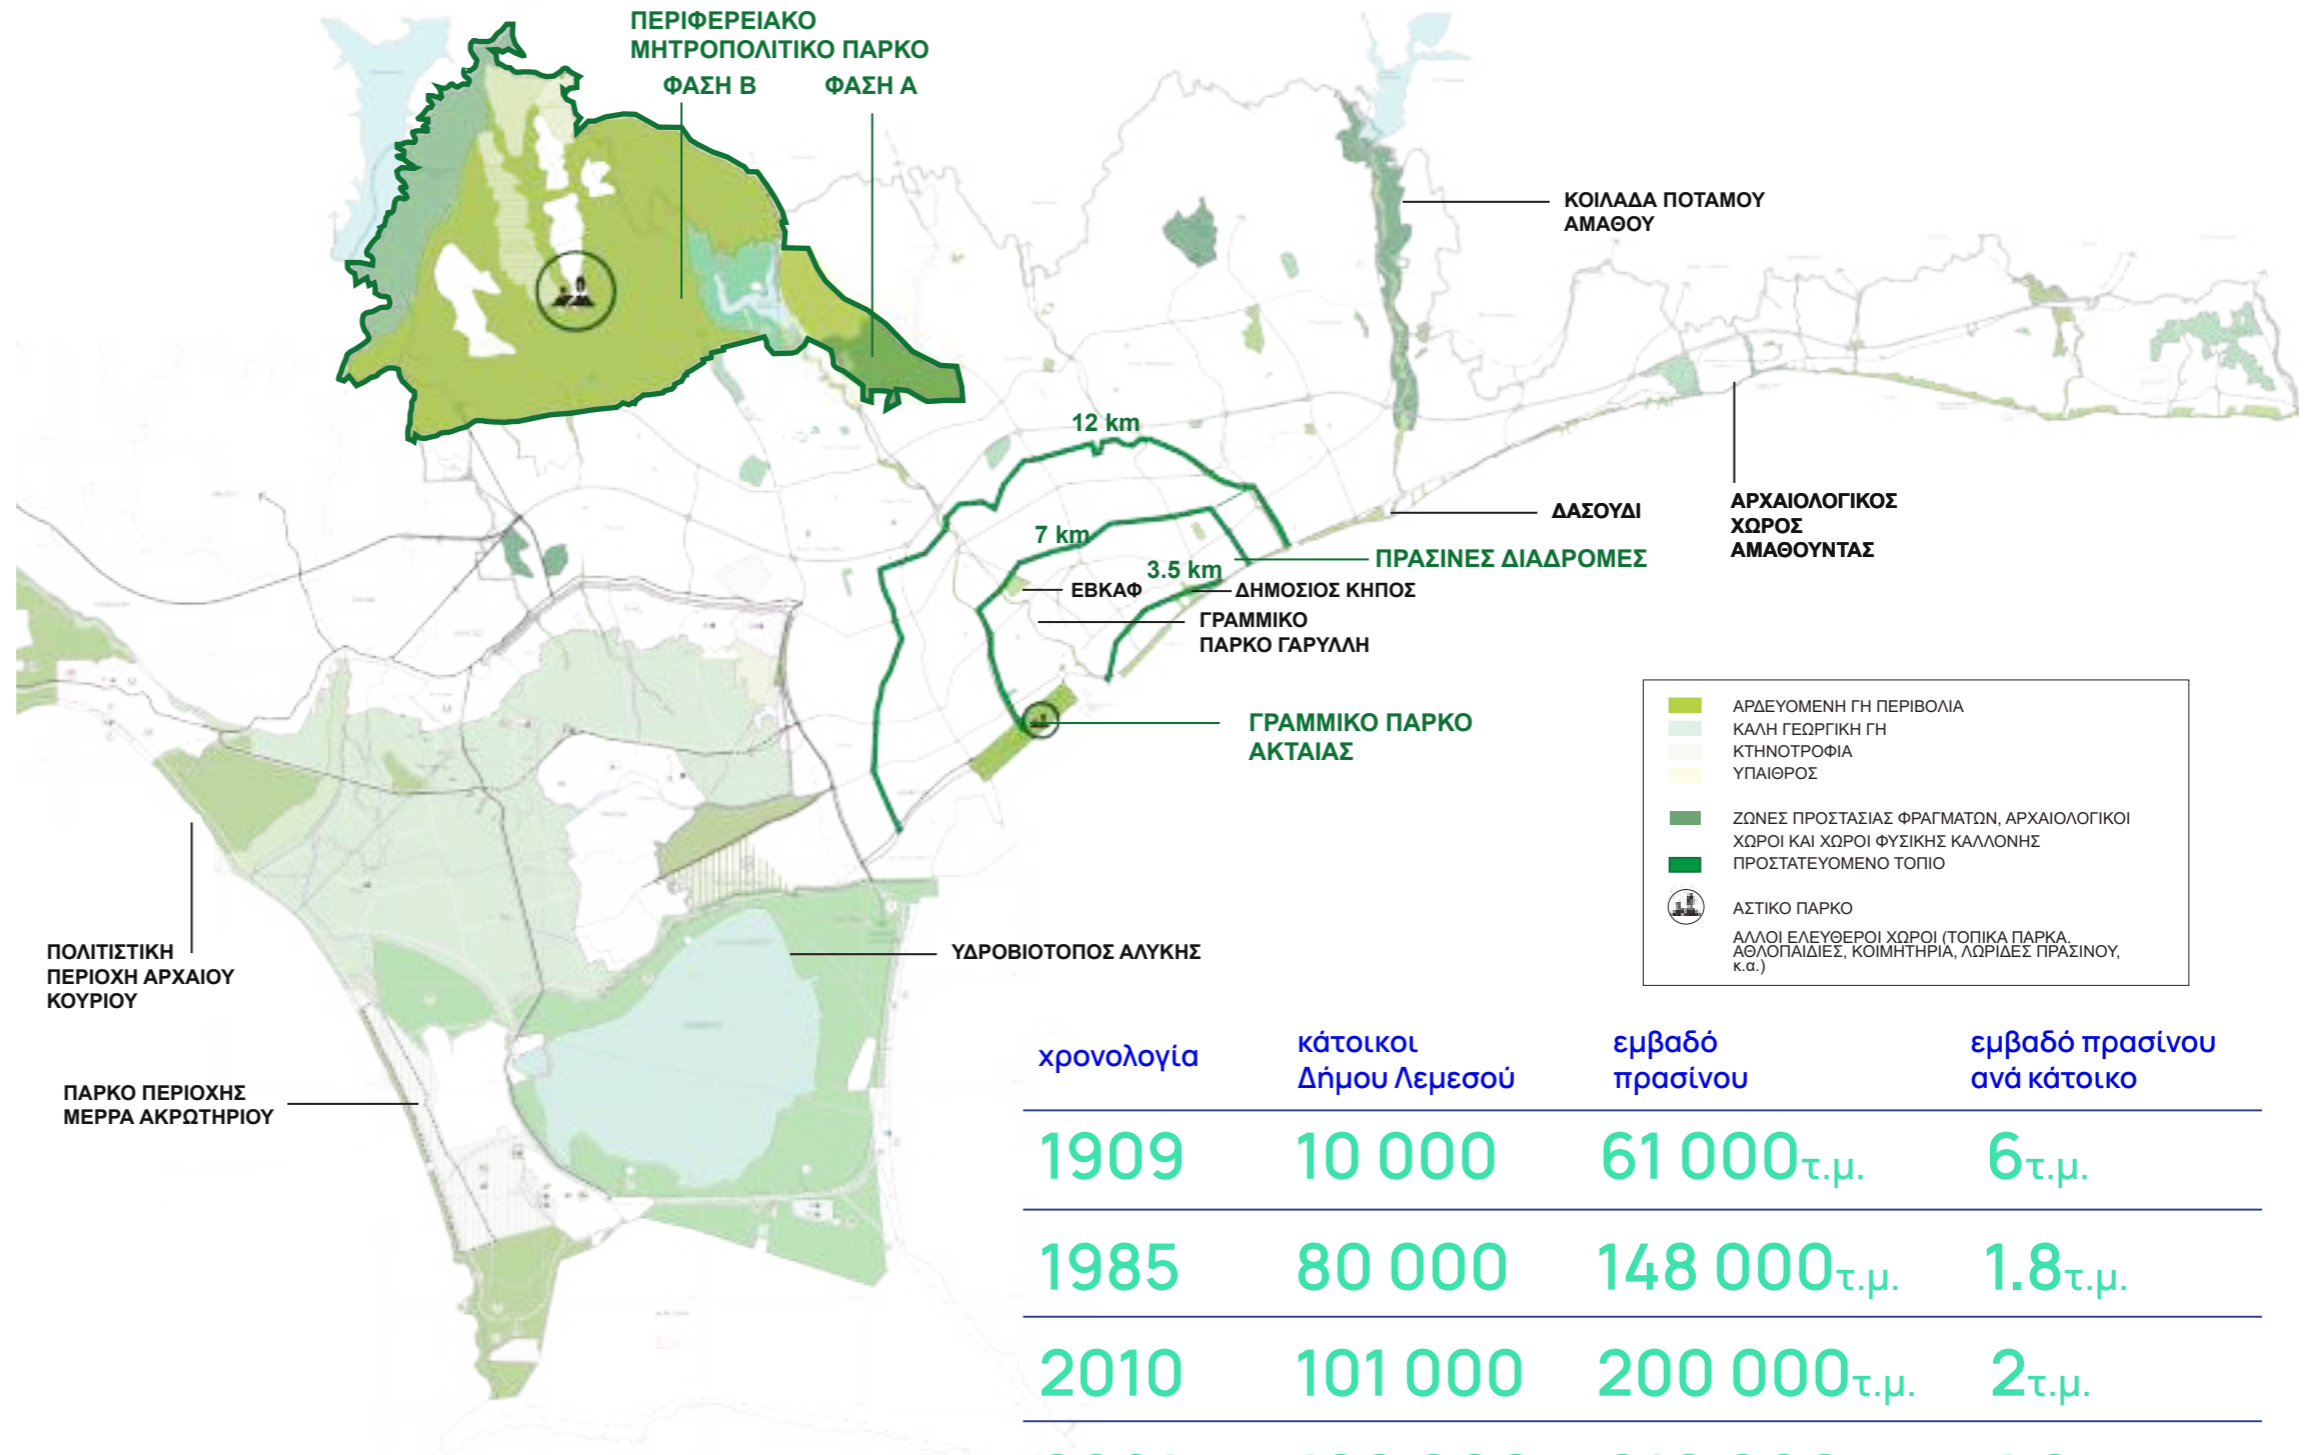 ΠΕΡΙΦΕΡΕΙΑΚΟ
ΜΗΤΡΟΠΟΛΙΤΙΚΟ ΠΑΡΚΟ
ΦΑΣΗ Β ΦΑΣΗ Α
ΚΟΙΛΑΔΑ ΠΟΤΑΜΟΥ
ΑΜΑΘΟΥ
12 km
7 km
3.5 km
ΔΑΣΟΥΔΙ
ΑΡΧΑΙΟΛΟΓΙΚΟΣ
ΧΩΡΟΣ
ΑΜΑΘΟΥΝΤΑΣ
ΠΡΑΣΙΝΕΣ ΔΙΑΔΡΟΜΕΣ
ΕΒΚΑΦ
ΔΗΜΟΣΙΟΣ ΚΗΠΟΣ
ΓΡΑΜΜΙΚΟ
ΠΑΡΚΟ ΓΑΡΥΛΛΗ
ΓΡΑΜΜΙΚΟ ΠΑΡΚΟ
ΑΚΤΑΙΑΣ
ΑΡΔΕΥΟΜΕΝΗ ΓΗ ΠΕΡΙΒΟΛΙΑ
ΚΑΛΗ ΓΕΩΡΓΙΚΗ ΓΗ
ΚΤΗΝΟΤΡΟΦΙΑ
ΥΠΑΙΘΡΟΣ
ΖΩΝΕΣ ΠΡΟΣΤΑΣΙΑΣ ΦΡΑΓΜΑΤΩΝ, ΑΡΧΑΙΟΛΟΓΙΚΟΙ
ΧΩΡΟΙ ΚΑΙ ΧΩΡΟΙ ΦΥΣΙΚΗΣ ΚΑΛΛΟΝΗΣ
ΠΡΟΣΤΑΤΕΥΟΜΕΝΟ ΤΟΠΙΟ
ΑΣΤΙΚΟ ΠΑΡΚΟ
ΑΛΛΟΙ ΕΛΕΥΘΕΡΟΙ ΧΩΡΟΙ (ΤΟΠΙΚΑ ΠΑΡΚΑ.
ΑΘΛΟΠΑΙΔΙΕΣ, ΚΟΙΜΗΤΗΡΙΑ, ΛΩΡΙΔΕΣ ΠΡΑΣΙΝΟΥ,
κ.α.)
ΠΟΛΙΤΙΣΤΙΚΗ
ΠΕΡΙΟΧΗ ΑΡΧΑΙΟΥ
ΚΟΥΡΙΟΥ
ΥΔΡΟΒΙΟΤΟΠΟΣ ΑΛΥΚΗΣ
ΠΑΡΚΟ ΠΕΡΙΟΧΗΣ
ΜΕΡΡΑ ΑΚΡΩΤΗΡΙΟΥ
χρονολογία
κάτοικοι
Δήμου Λεμεσού
εμβαδό
πρασίνου
εμβαδό πρασίνου
ανά κάτοικο
1909 10 000 61 000τ.μ. 6τ.μ.
1985 80 000 148 000τ.μ. 1.8τ.μ.
2010 101 000 200 000τ.μ. 2τ.μ.